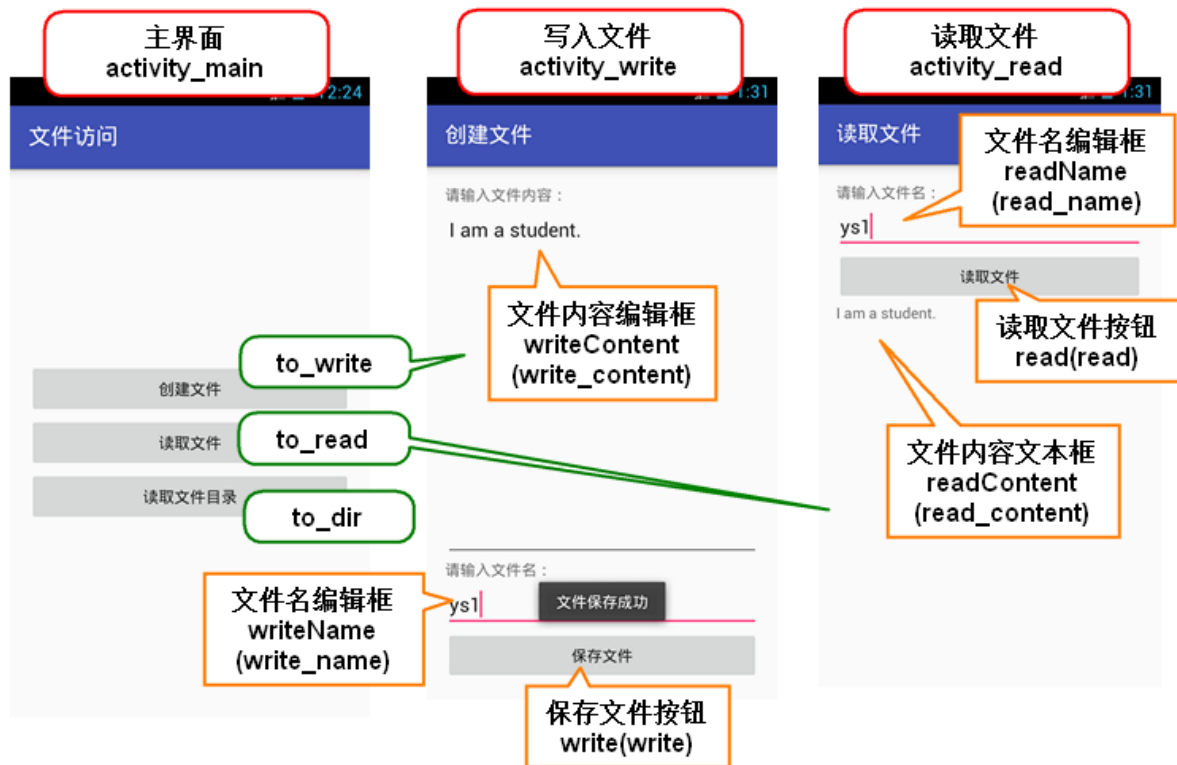 主界面
activity_main
12:24
文件访问
创建文件
to_write
读取文件
to_read
读取文件目录
to_dir
写入文件
activity_write
1:31
创建文件
请输入文件内容：
I am a student.
文件内容编辑框
writeContent
(write_content)
请输入文件名：
ys1
文件保存成功
文件名编辑框
writeName
(write_name)
保存文件
保存文件按钮
write(write)
读取文件
activity_read
1:31
读取文件
文件名编辑框
readName
(read_name)
请输入文件名：
ys1
读取文件
读取文件按钮
read(read)
I am a student.
文件内容文本框
readContent
(read_content)